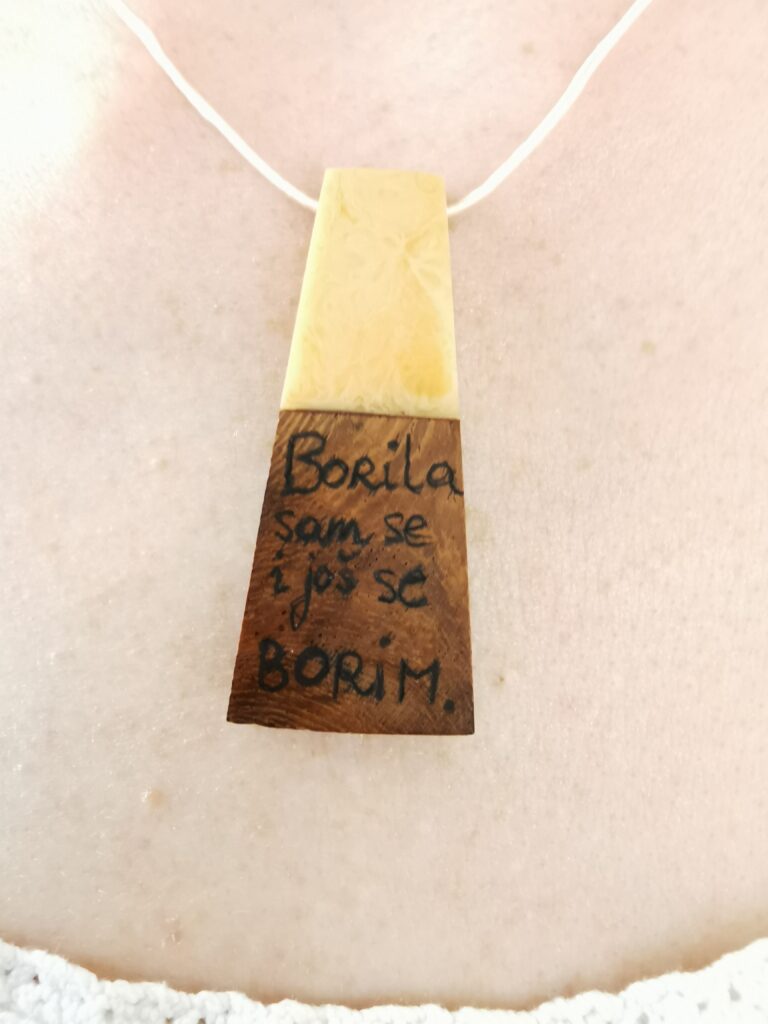 Borila
sam se
i još se
BORiM.